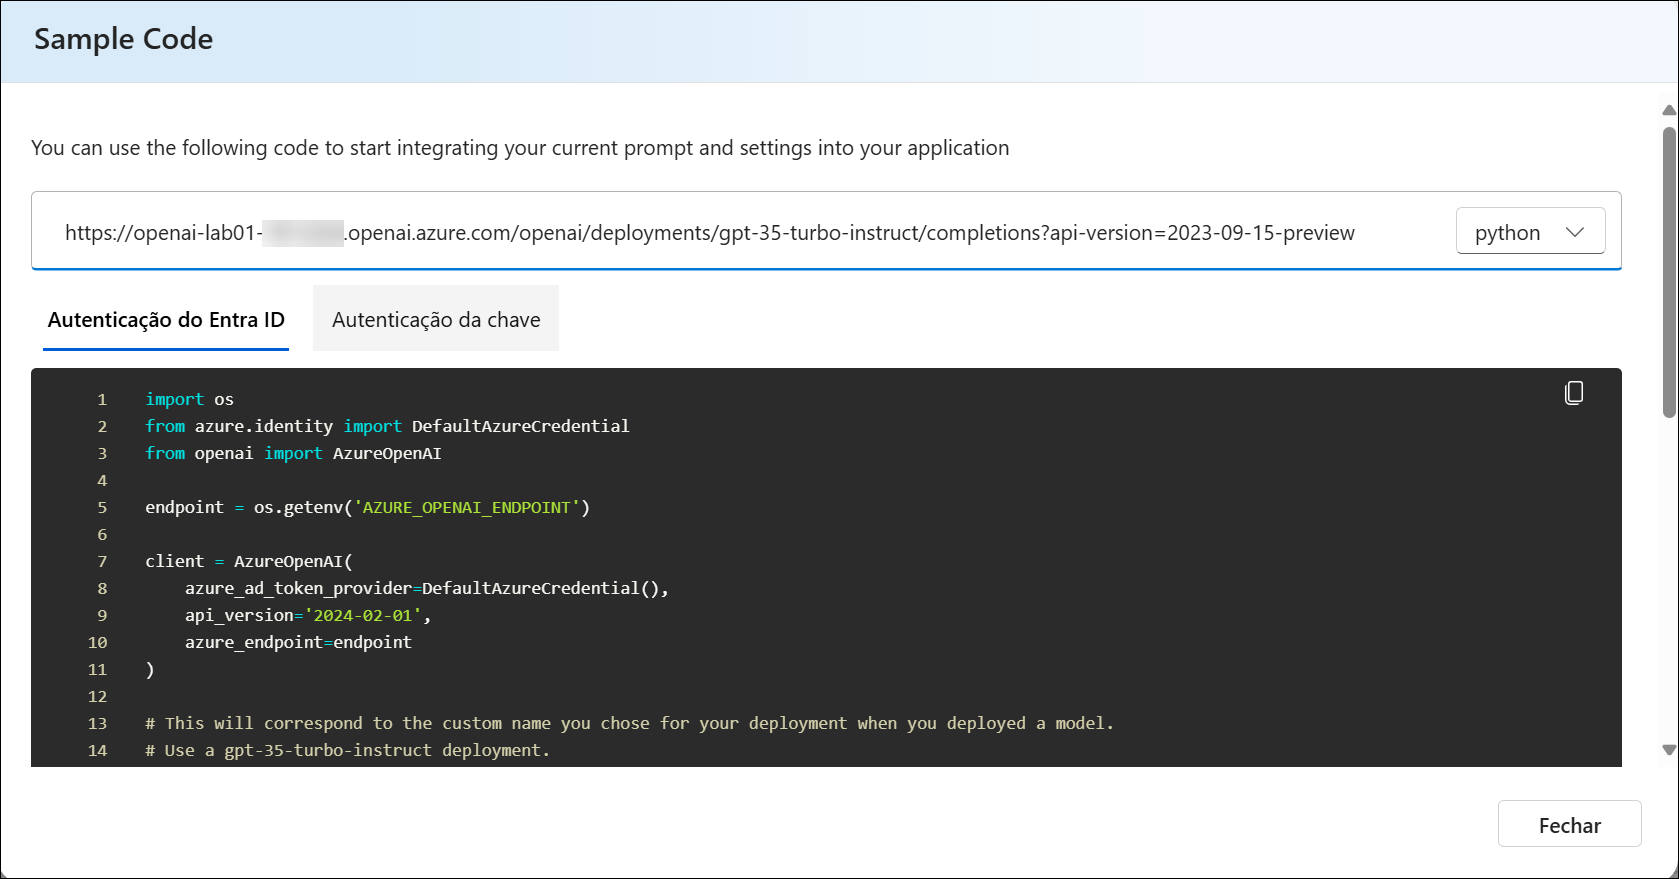 Sample Code
You can use the following code to start integrating your current prompt and settings into your application
https://openai-lab01- .openai.azure.com/openai/deployments/gpt-35-turbo-instruct/completions?api-version=2023-09-15-preview
python
Autenticação do Entra ID
Autenticação da chave
1 import os
2 from azure.identity import DefaultAzureCredential
3 from openai import AzureOpenAI
4
5 endpoint = os.getenv('AZURE_OPENAI_ENDPOINT')
6
7 client = AzureOpenAI(
8 azure_ad_token_provider=DefaultAzureCredential(),
9 api_version='2024-02-01',
10 azure_endpoint=endpoint
11 )
12
13 # This will correspond to the custom name you chose for your deployment when you deployed a model.
14 # Use a gpt-35-turbo-instruct deployment.
Fechar